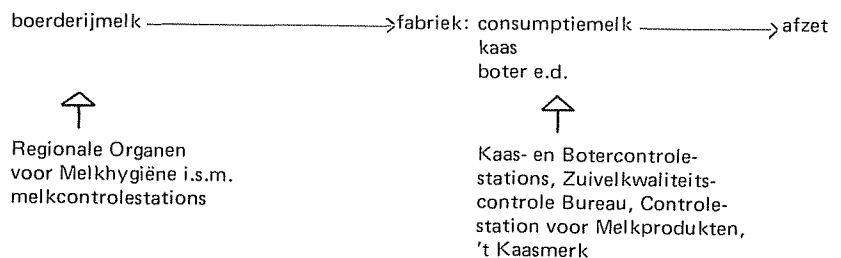 boerderijmelk fabriek: consumptiemelk afzet
kaas
boter e.d.
Regionale Organen
voor Melkhygiëne i.s.m.
melkcontrolestations
Kaas- en Botercontrole-
stations, Zuivelkwaliteits-
controle Bureau, Controle-
station voor Melkprodukten,
't Kaasmerk